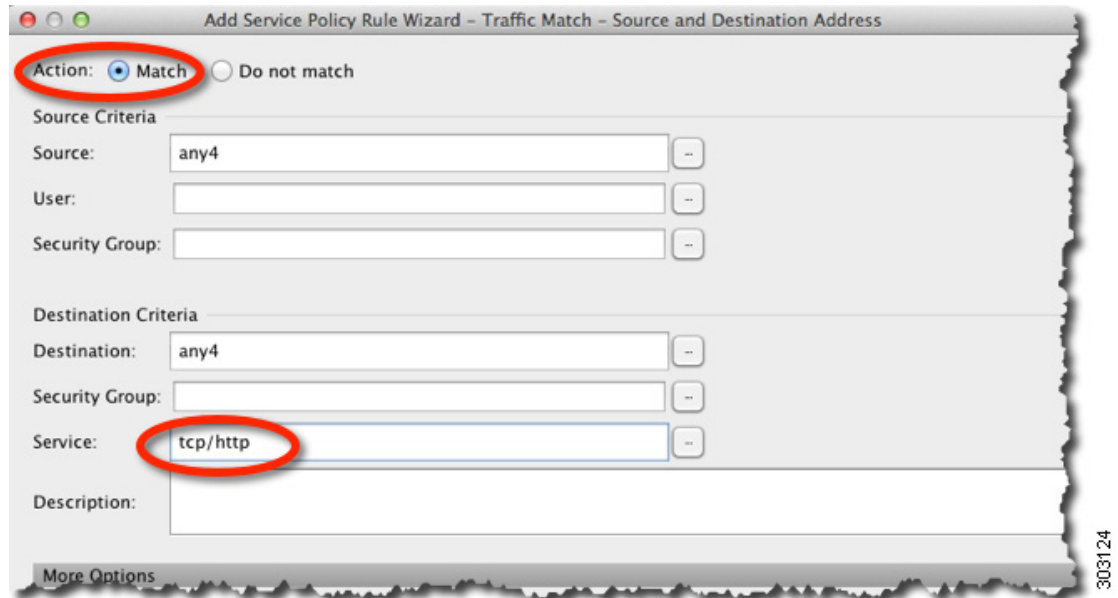 Add Service Policy Rule Wizard – Traffic Match – Source and Destination Address
Action: Match Do not match
Source Criteria
Source: any4 ...
User: ...
Security Group: ...
Destination Criteria
Destination: any4 ...
Security Group: ...
Service: tcp/http ...
Description:
More Options
303124